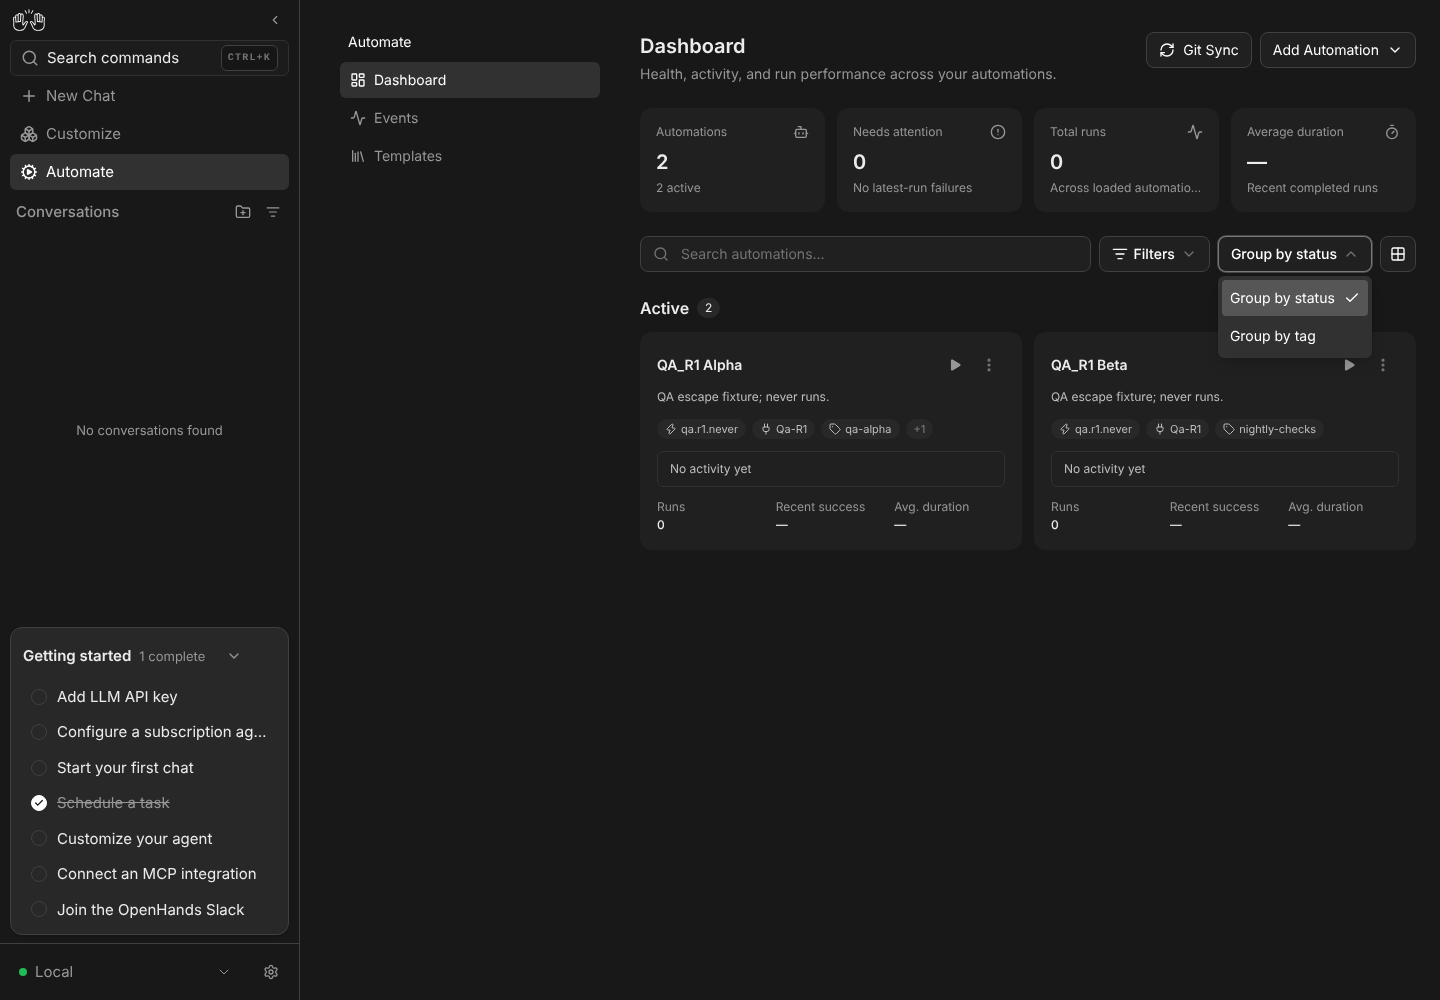 Search commands
CTRL+K
New Chat
Customize
Automate
Conversations
No conversations found
Getting started 1 complete
Add LLM API key
Configure a subscription ag...
Start your first chat
Schedule a task
Customize your agent
Connect an MCP integration
Join the OpenHands Slack
Local
Automate
Dashboard
Events
Templates
Dashboard
Health, activity, and run performance across your automations.
Git Sync
Add Automation
Automations
2
2 active
Needs attention
0
No latest-run failures
Total runs
0
Across loaded automatio...
Average duration
—
Recent completed runs
Search automations...
Filters
Group by status
Group by status
Group by tag
Active 2
QA_R1 Alpha
QA escape fixture; never runs.
qa.r1.never Qa-R1 qa-alpha +1
No activity yet
Runs Recent success Avg. duration
0 — —
QA_R1 Beta
QA escape fixture; never runs.
qa.r1.never Qa-R1 nightly-checks
No activity yet
Runs Recent success Avg. duration
0 — —